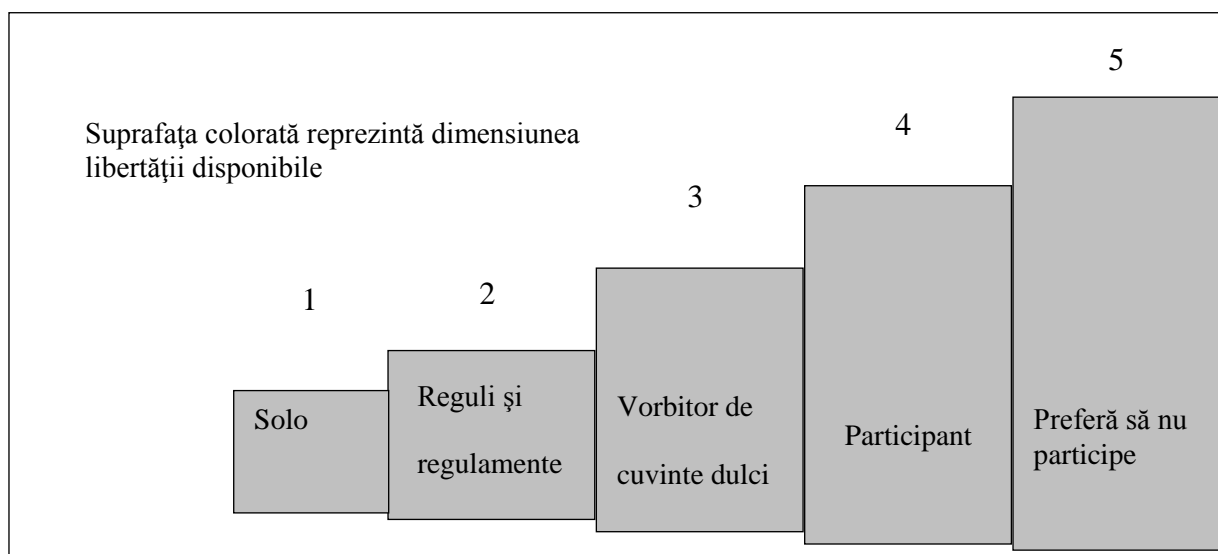 5
Suprafaţa colorată reprezintă dimensiunea
libertăţii disponibile
4
3
1
2
Solo
Reguli şi
regulamente
Vorbitor de
cuvinte dulci
Participant
Preferă să nu
participe